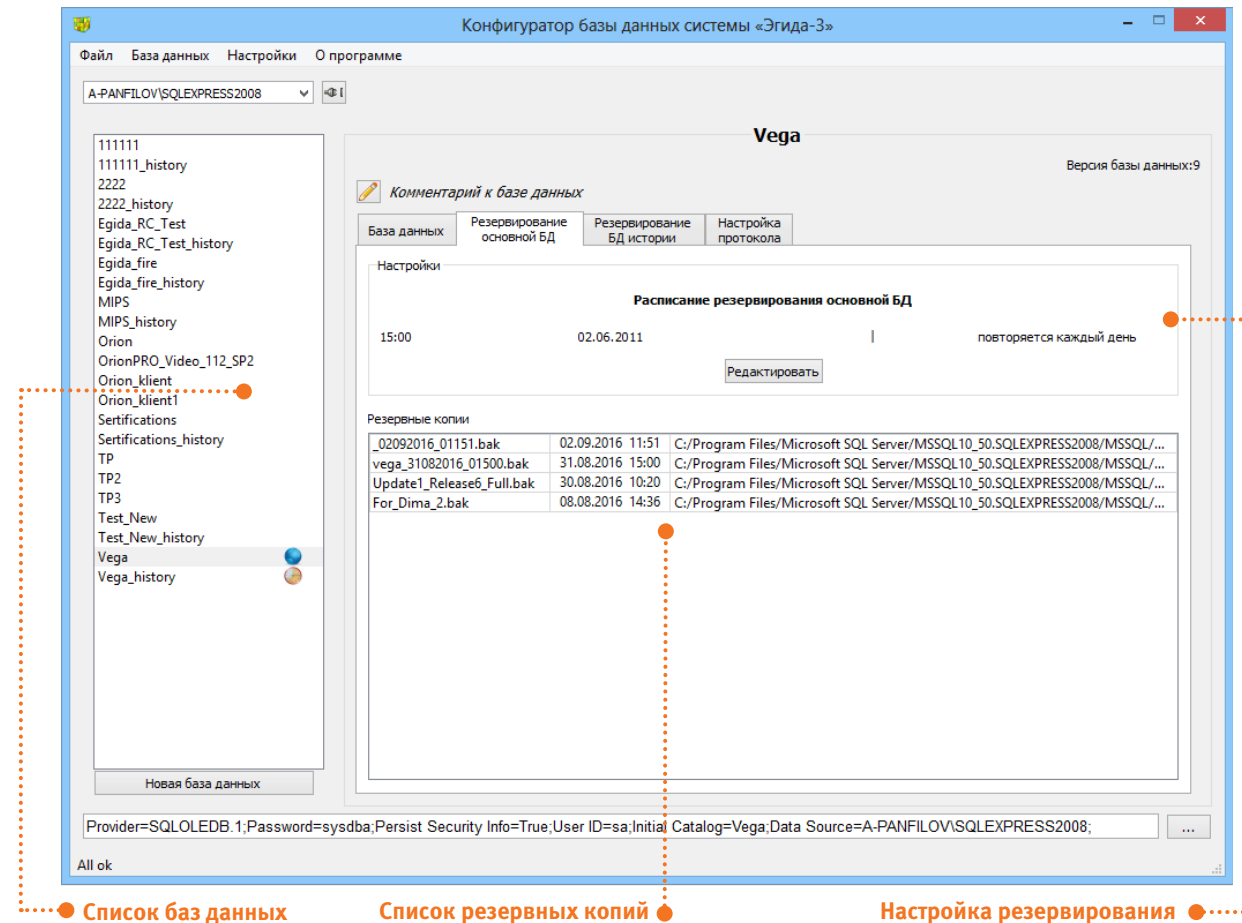 Конфигуратор базы данных системы «Эгида-3»
Файл База данных Настройки О программе
A-PANFILOV\SQLEXPRESS2008
111111
111111_history
2222
2222_history
Egida_RC_Test
Egida_RC_Test_history
Egida_fire
Egida_fire_history
MIPS
MIPS_history
Orion
OrionPRO_Video_112_SP2
Orion_klient
Orion_klient1
Sertifications
Sertifications_history
TP
TP2
TP3
Test_New
Test_New_history
Vega
Vega_history
Новая база данных
Vega
Версия базы данных:9
Комментарий к базе данных
База данных
Резервирование
основной БД
Резервирование
БД истории
Настройка
протокола
Настройки
Расписание резервирования основной БД
15:00 02.06.2011 | повторяется каждый день
Редактировать
Резервные копии
_02092016_01151.bak 02.09.2016 11:51 C:/Program Files/Microsoft SQL Server/MSSQL10_50.SQLEXPRESS2008/MSSQL/...
vega_31082016_01500.bak 31.08.2016 15:00 C:/Program Files/Microsoft SQL Server/MSSQL10_50.SQLEXPRESS2008/MSSQL/...
Update1_Release6_Full.bak 30.08.2016 10:20 C:/Program Files/Microsoft SQL Server/MSSQL10_50.SQLEXPRESS2008/MSSQL/...
For_Dima_2.bak 08.08.2016 14:36 C:/Program Files/Microsoft SQL Server/MSSQL10_50.SQLEXPRESS2008/MSSQL/...
Provider=SQLOLEDB.1;Password=sysdba;Persist Security Info=True;User ID=sa;Initial Catalog=Vega;Data Source=A-PANFILOV\SQLEXPRESS2008;
...
All ok
Список баз данных
Список резервных копий
Настройка резервирования